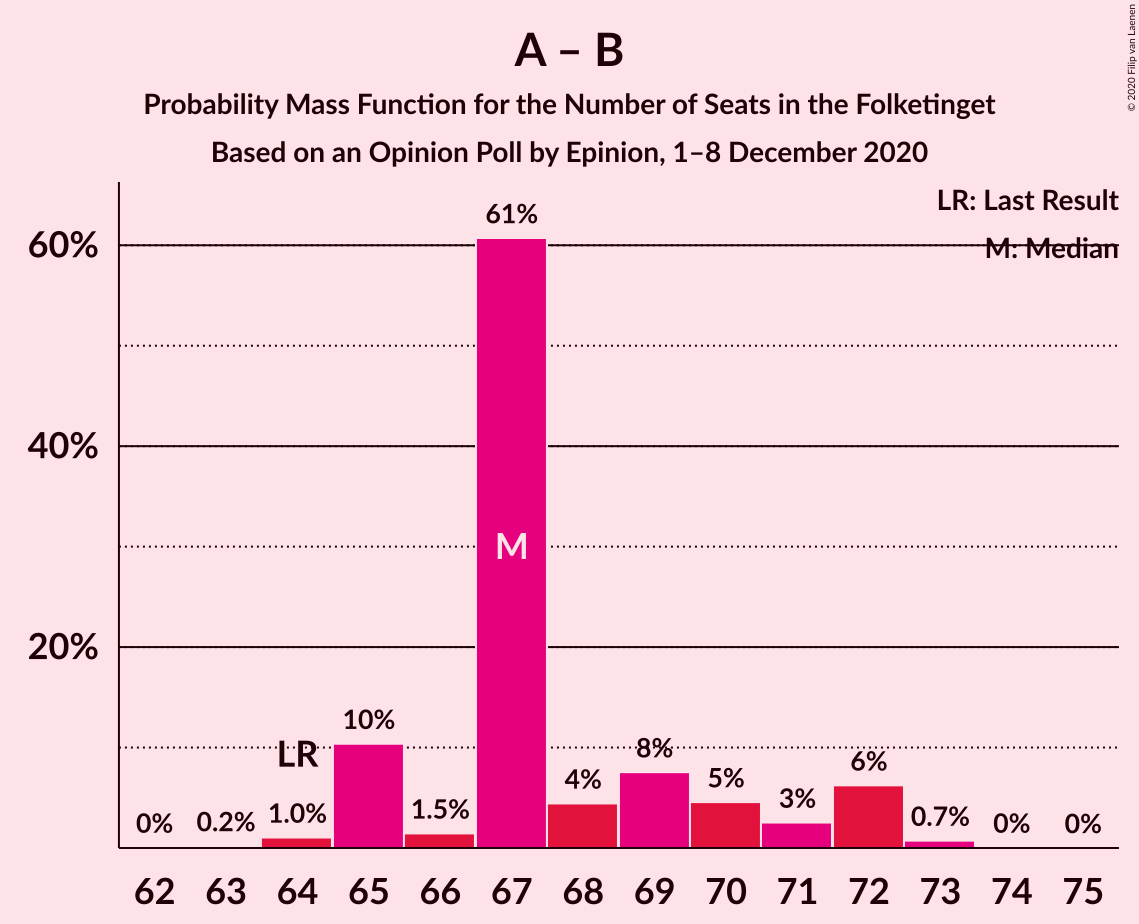 A – B
Probability Mass Function for the Number of Seats in the Folketinget
Based on an Opinion Poll by Epinion, 1–8 December 2020
© 2020 Filip van Laenen
LR: Last Result
M: Median
60%
40%
20%
0%
0.2%
1.0%
LR
10%
1.5%
61%
M
4%
8%
5%
3%
6%
0.7%
0%
0%
62 63 64 65 66 67 68 69 70 71 72 73 74 75